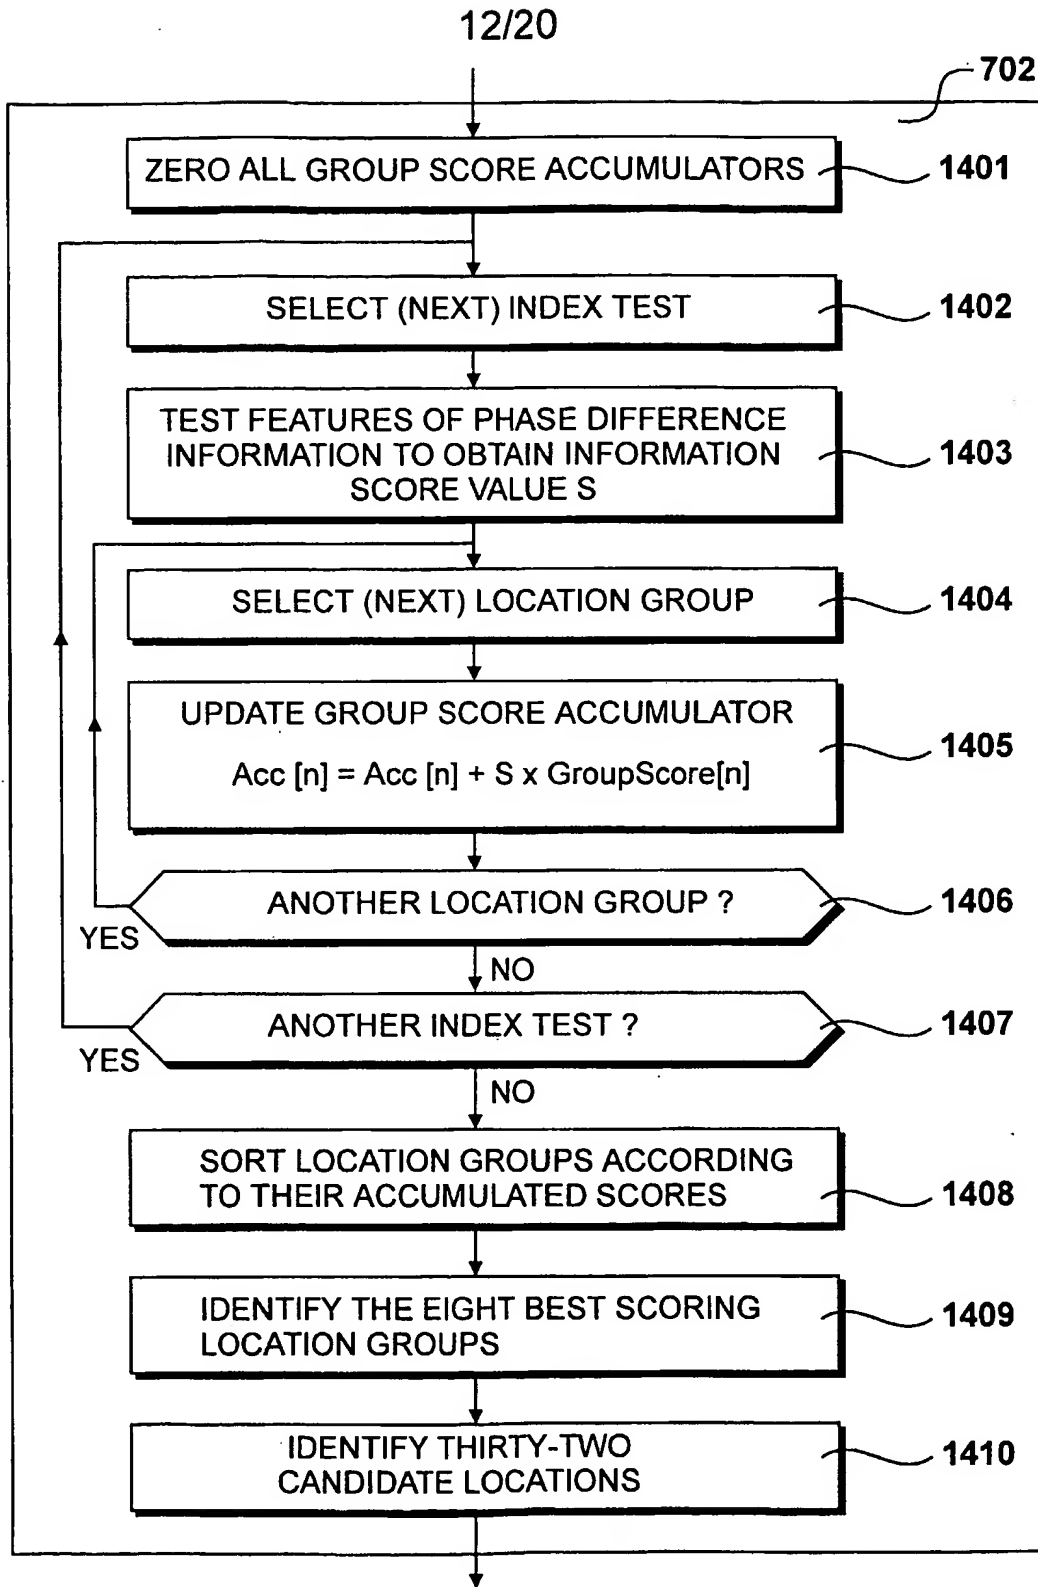 12/20
702
ZERO ALL GROUP SCORE ACCUMULATORS
1401
SELECT (NEXT) INDEX TEST
1402
TEST FEATURES OF PHASE DIFFERENCE
INFORMATION TO OBTAIN INFORMATION
SCORE VALUE S
1403
SELECT (NEXT) LOCATION GROUP
1404
UPDATE GROUP SCORE ACCUMULATOR
Acc [n] = Acc [n] + S x GroupScore[n]
1405
ANOTHER LOCATION GROUP ?
1406
YES
NO
ANOTHER INDEX TEST ?
1407
YES
NO
SORT LOCATION GROUPS ACCORDING
TO THEIR ACCUMULATED SCORES
1408
IDENTIFY THE EIGHT BEST SCORING
LOCATION GROUPS
1409
IDENTIFY THIRTY-TWO
CANDIDATE LOCATIONS
1410